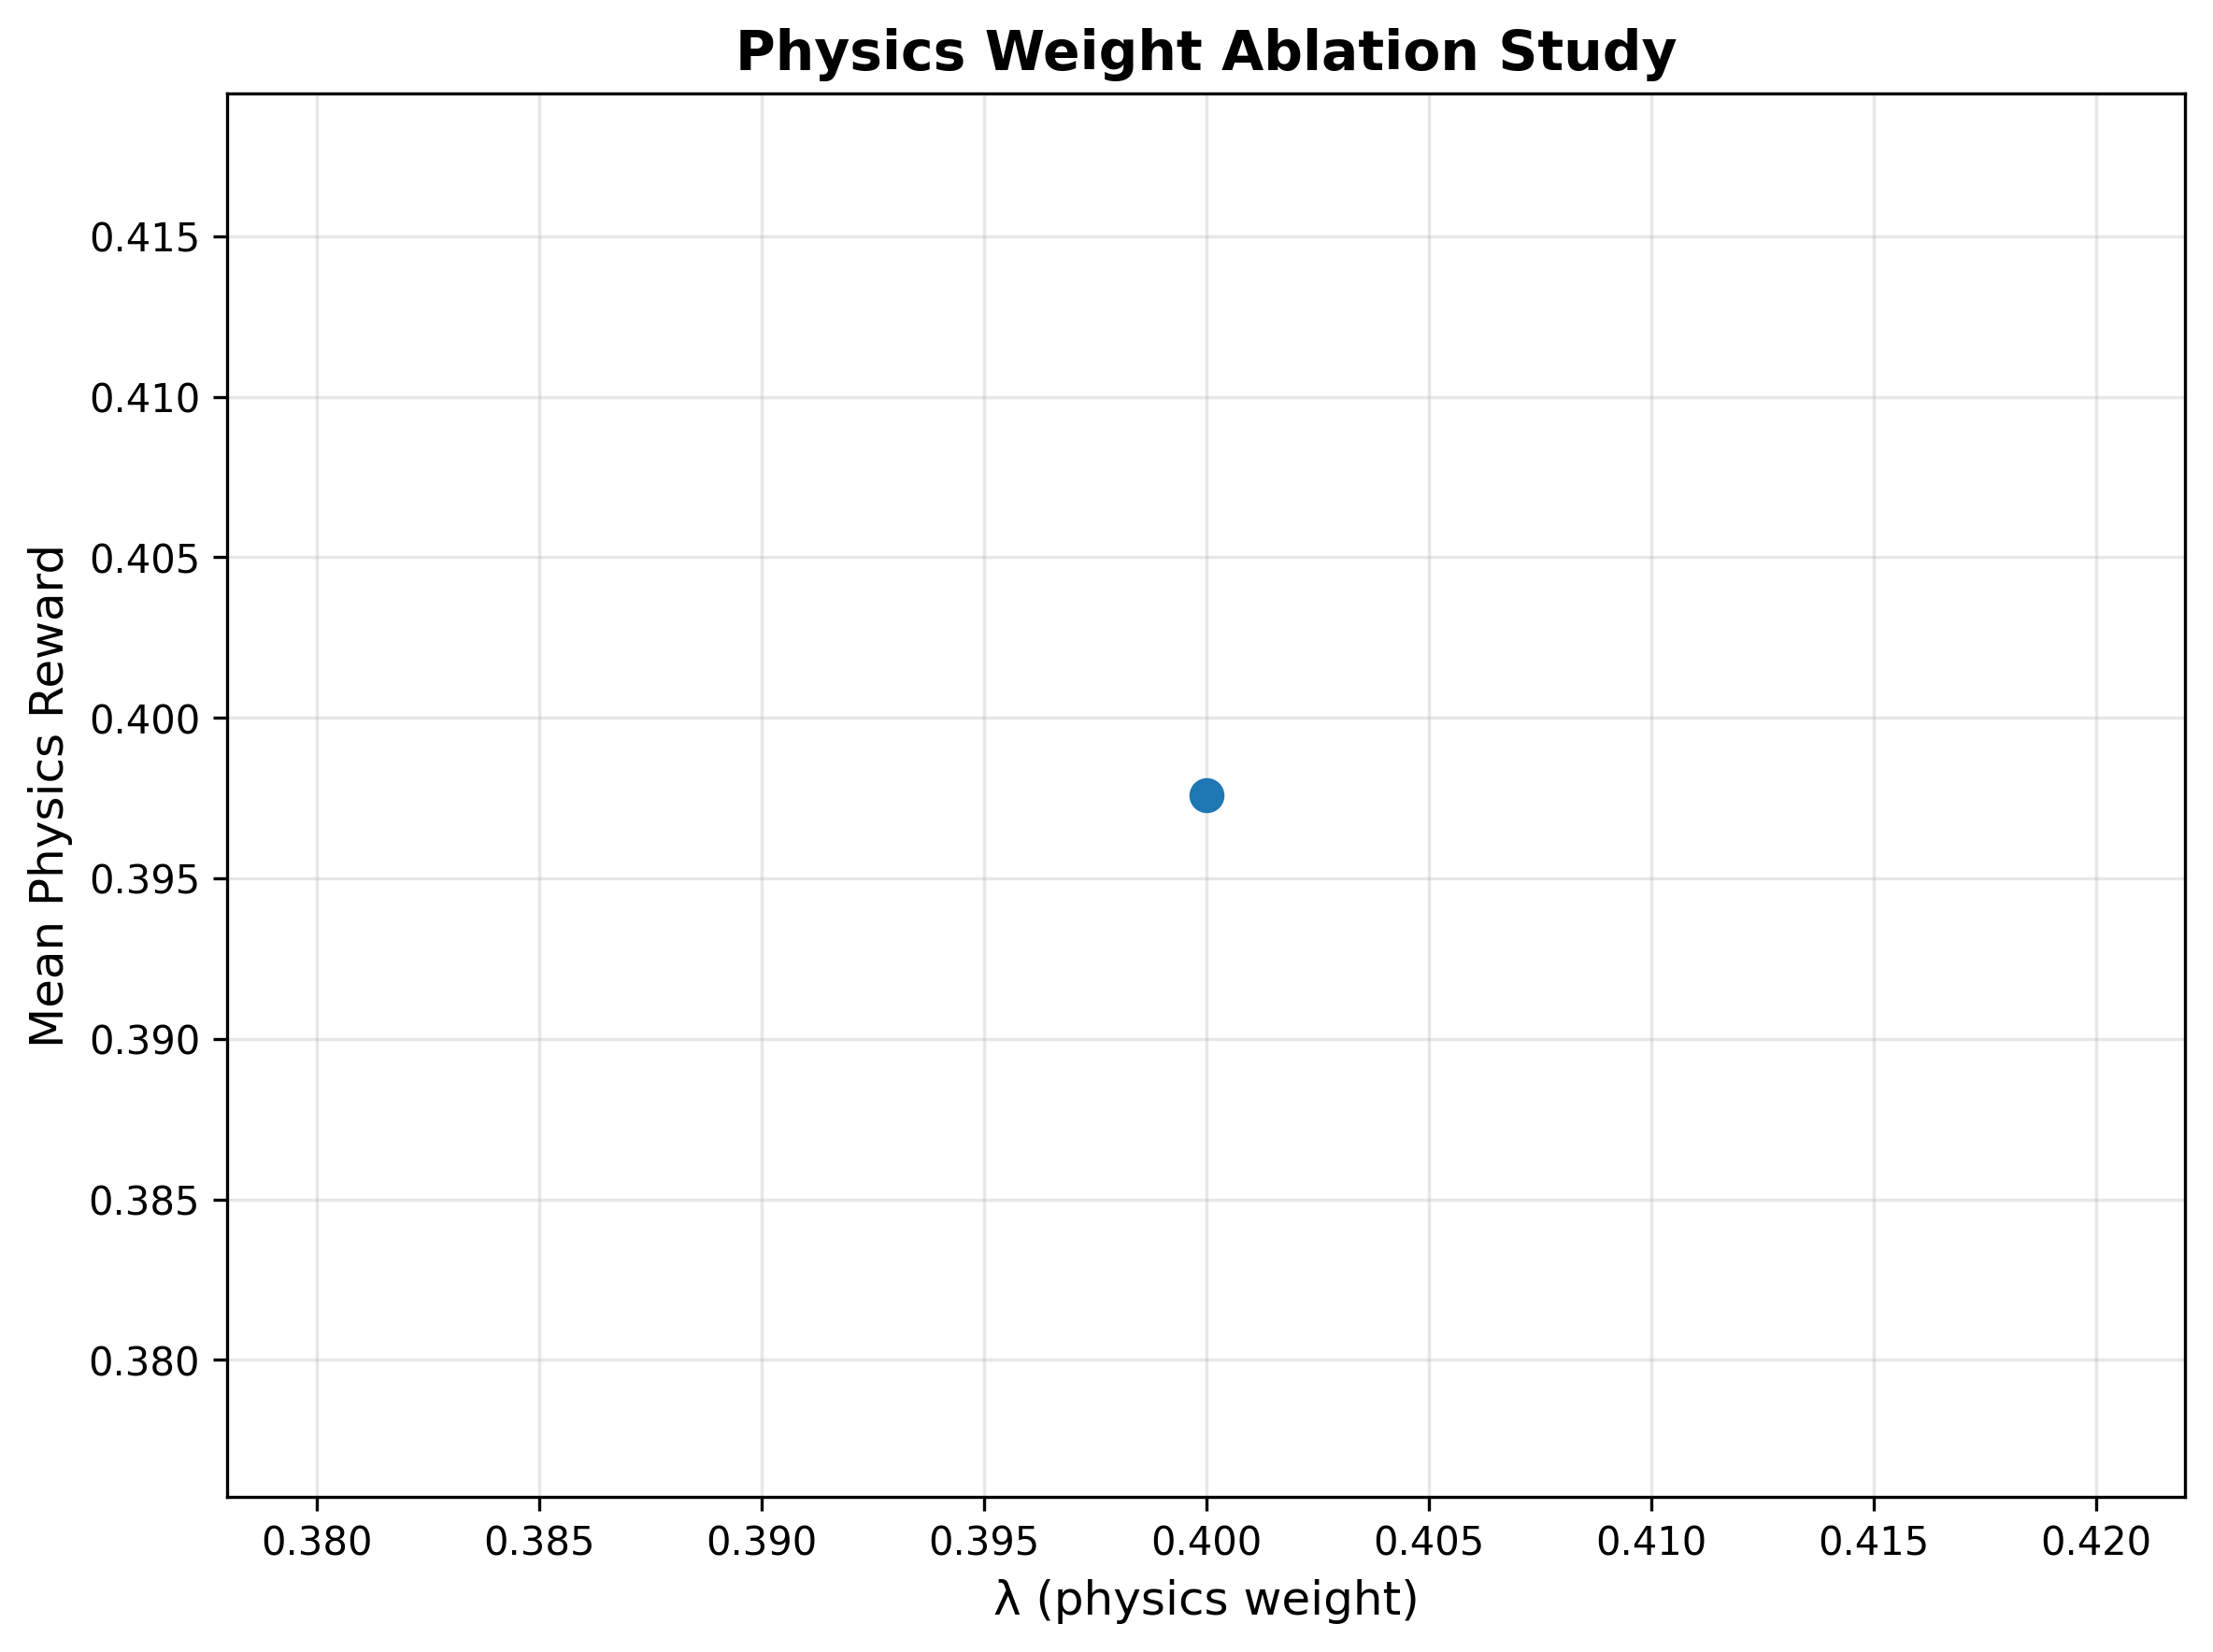 Physics Weight Ablation Study
Mean Physics Reward
0.415
0.410
0.405
0.400
0.395
0.390
0.385
0.380
0.380 0.385 0.390 0.395 0.400 0.405 0.410 0.415 0.420
λ (physics weight)